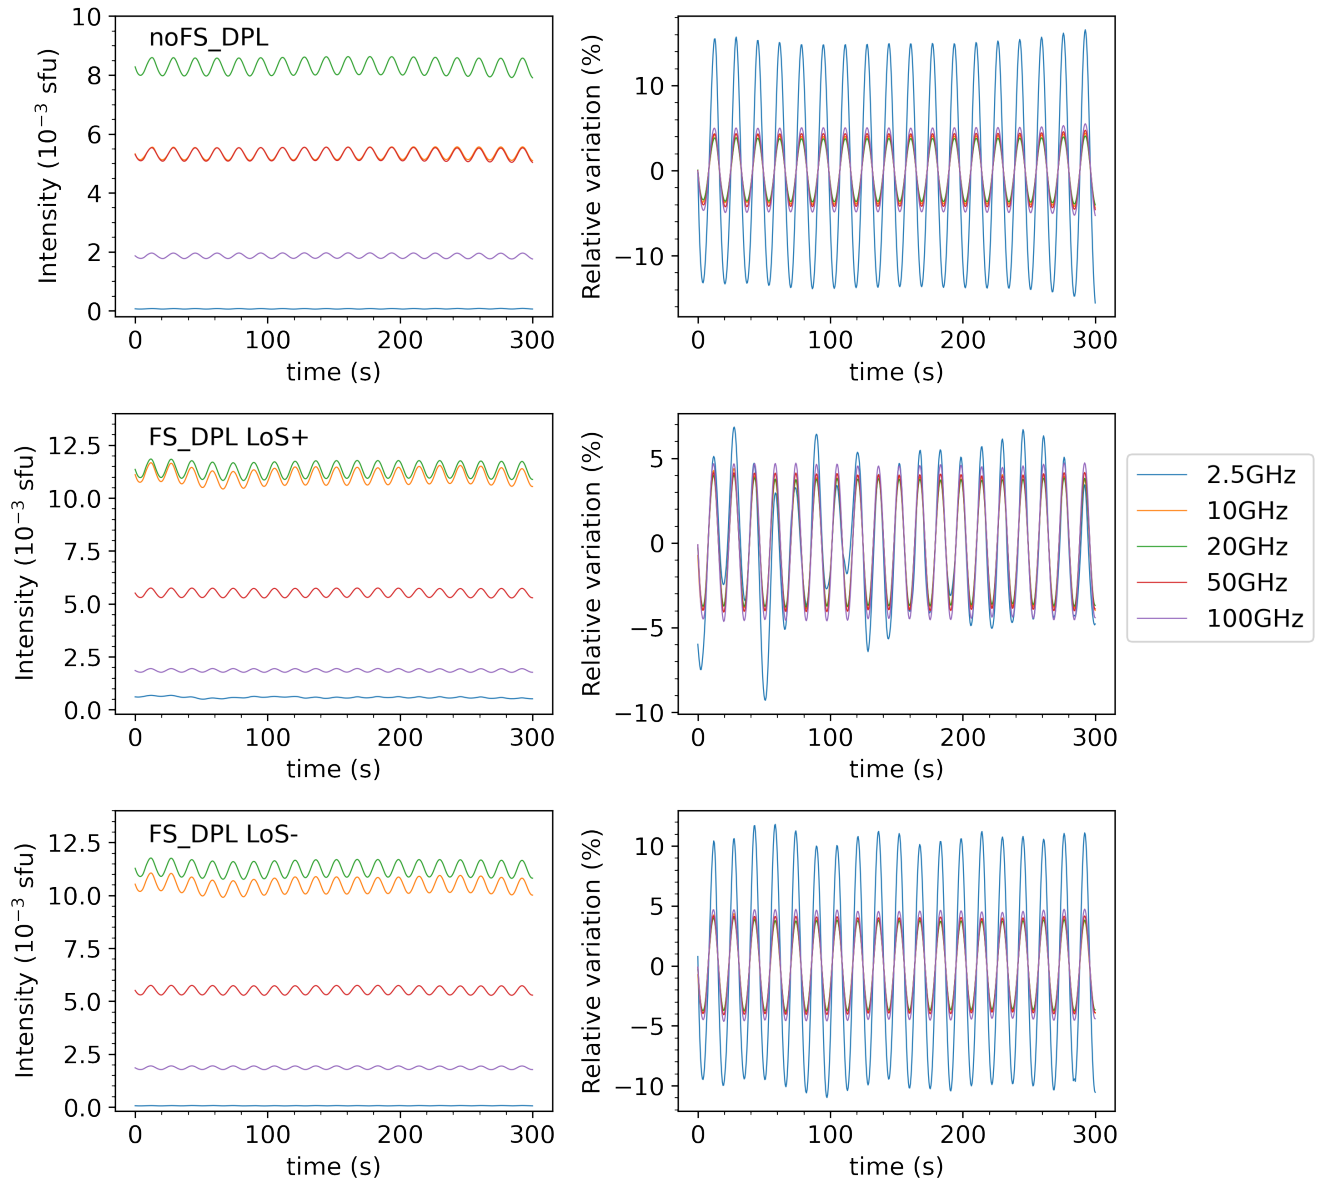 noFS_DPL
Intensity (10⁻³ sfu)
10
8
6
4
2
0
0 100 200 300
time (s)
Relative variation (%)
10
0
−10
0 100 200 300
time (s)
FS_DPL LoS+
Intensity (10⁻³ sfu)
12.5
10.0
7.5
5.0
2.5
0.0
0 100 200 300
time (s)
Relative variation (%)
5
0
−5
−10
0 100 200 300
time (s)
2.5GHz
10GHz
20GHz
50GHz
100GHz
FS_DPL LoS-
Intensity (10⁻³ sfu)
12.5
10.0
7.5
5.0
2.5
0.0
0 100 200 300
time (s)
Relative variation (%)
10
5
0
−5
−10
0 100 200 300
time (s)